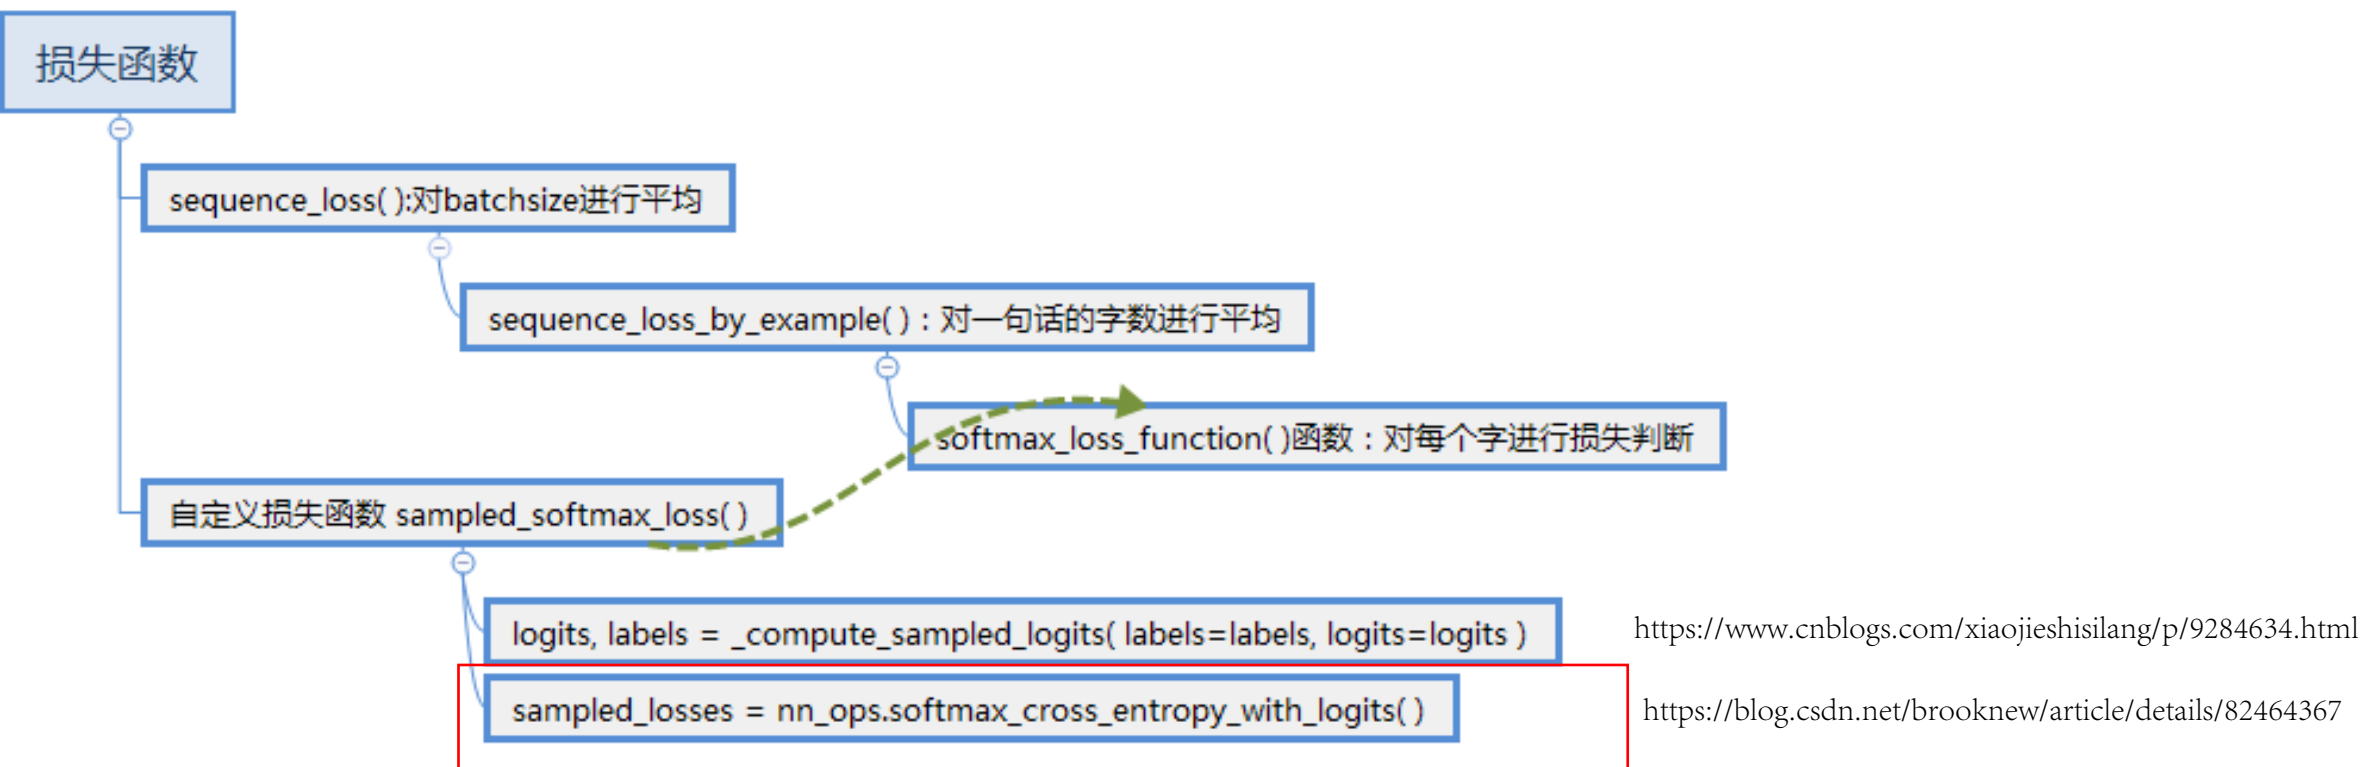 损失函数
sequence_loss( ):对batchsize进行平均
sequence_loss_by_example( )：对一句话的字数进行平均
softmax_loss_function( )函数：对每个字进行损失判断
自定义损失函数 sampled_softmax_loss( )
logits, labels = _compute_sampled_logits( labels=labels, logits=logits )
https://www.cnblogs.com/xiaojieshisilang/p/9284634.html
sampled_losses = nn_ops.softmax_cross_entropy_with_logits( )
https://blog.csdn.net/brooknew/article/details/82464367